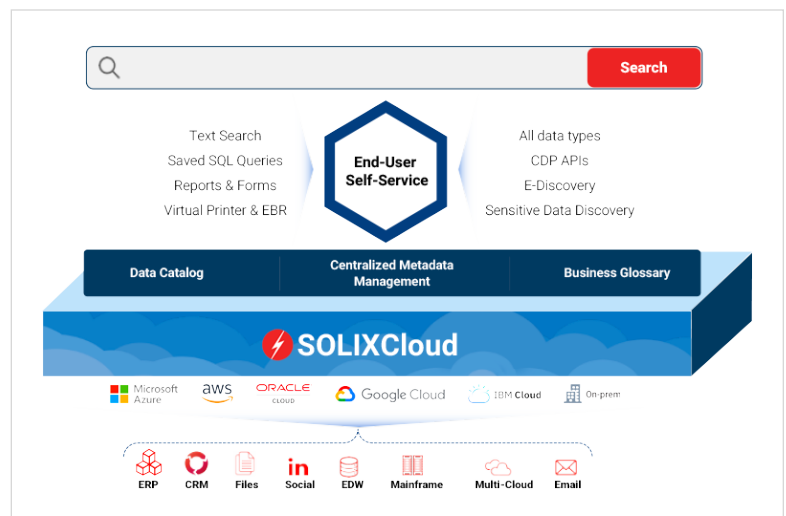 Search
Text Search
Saved SQL Queries
Reports & Forms
Virtual Printer & EBR
End-User
Self-Service
All data types
CDP APIs
E-Discovery
Sensitive Data Discovery
Data Catalog
Centralized Metadata
Management
Business Glossary
SOLIXCloud
Microsoft
Azure
aws
ORACLE
CLOUD
Google Cloud
IBM Cloud
On-prem
ERP
CRM
Files
in
Social
EDW
Mainframe
Multi-Cloud
Email